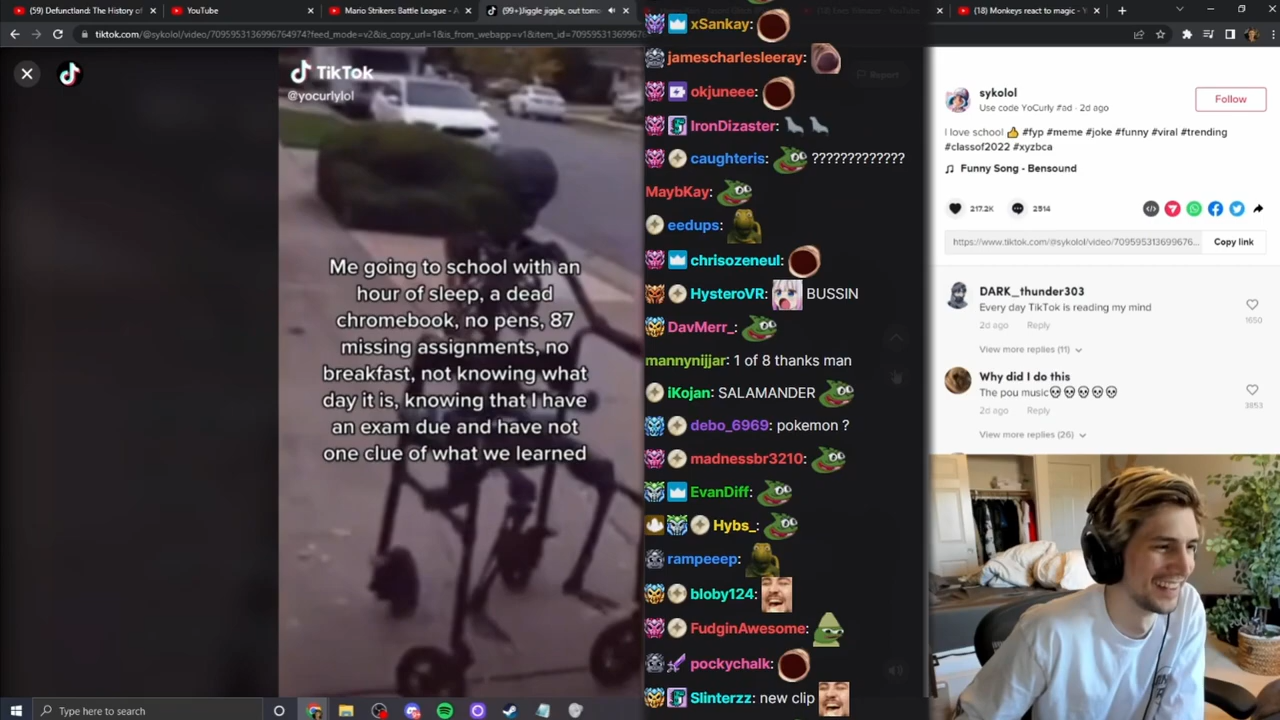 (59) Defunctland: The History of
(59) YouTube
Mario Strikers: Battle League - A
(99+)Jiggle jiggle, out tomo
(18) Monkeys react to magic - Y
tiktok.com/@sykolol/video/7095953136996764974?feed_mode=v2&is_copy_url=1&is_from_webapp=v1&item_id=70959531369967
TikTok
@yocurlylol
Me going to school with an
hour of sleep, a dead
chromebook, no pens, 87
missing assignments, no
breakfast, not knowing what
day it is, knowing that I have
an exam due and have not
one clue of what we learned
xSankay:
jamescharlesleeray:
okjuneee:
IronDizaster:
caughteris: ?????????????
MaybKay:
eedups:
chrisozeneul:
HysteroVR: BUSSIN
DavMerr_:
mannynijjar: 1 of 8 thanks man
iKojan: SALAMANDER
debo_6969: pokemon ?
madnessbr3210:
EvanDiff:
Hybs_:
rampeeep:
bloby124:
FudginAwesome:
pockychalk:
Slinterzz: new clip
Report
sykolol
Use code YoCurly #ad · 2d ago
Follow
I love school 👍 #fyp #meme #joke #funny #viral #trending
#classof2022 #xyzbca
Funny Song - Bensound
217.2K
2514
https://www.tiktok.com/@sykolol/video/709595313699676...
Copy link
DARK_thunder303
Every day TikTok is reading my mind
2d ago Reply
1650
View more replies (11)
Why did I do this
The pou music💀💀💀💀💀
2d ago Reply
3853
View more replies (26)
Type here to search